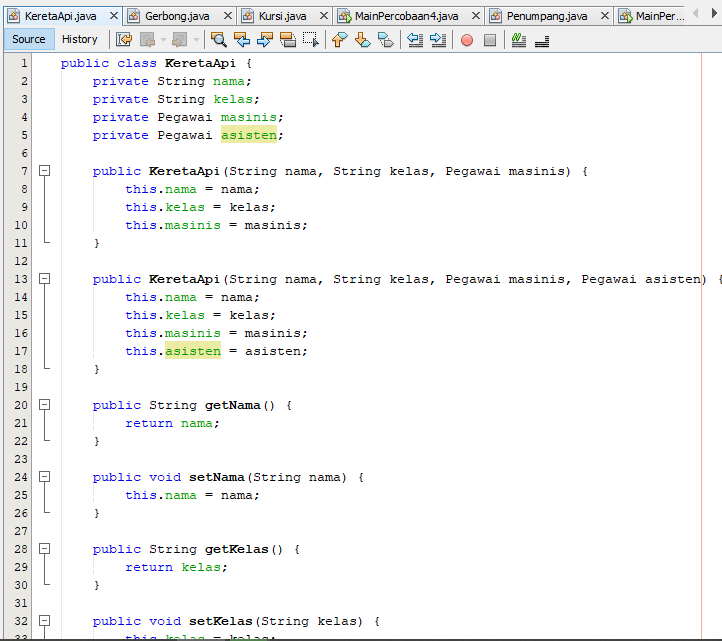 KeretaApi.java Gerbong.java Kursi.java MainPercobaan4.java Penumpang.java MainPer...
Source History
1 public class KeretaApi {
2 private String nama;
3 private String kelas;
4 private Pegawai masinis;
5 private Pegawai asisten;
6
7 public KeretaApi(String nama, String kelas, Pegawai masinis) {
8 this.nama = nama;
9 this.kelas = kelas;
10 this.masinis = masinis;
11 }
12
13 public KeretaApi(String nama, String kelas, Pegawai masinis, Pegawai asisten) {
14 this.nama = nama;
15 this.kelas = kelas;
16 this.masinis = masinis;
17 this.asisten = asisten;
18 }
19
20 public String getNama() {
21 return nama;
22 }
23
24 public void setNama(String nama) {
25 this.nama = nama;
26 }
27
28 public String getKelas() {
29 return kelas;
30 }
31
32 public void setKelas(String kelas) {
33 this.kelas = kelas;